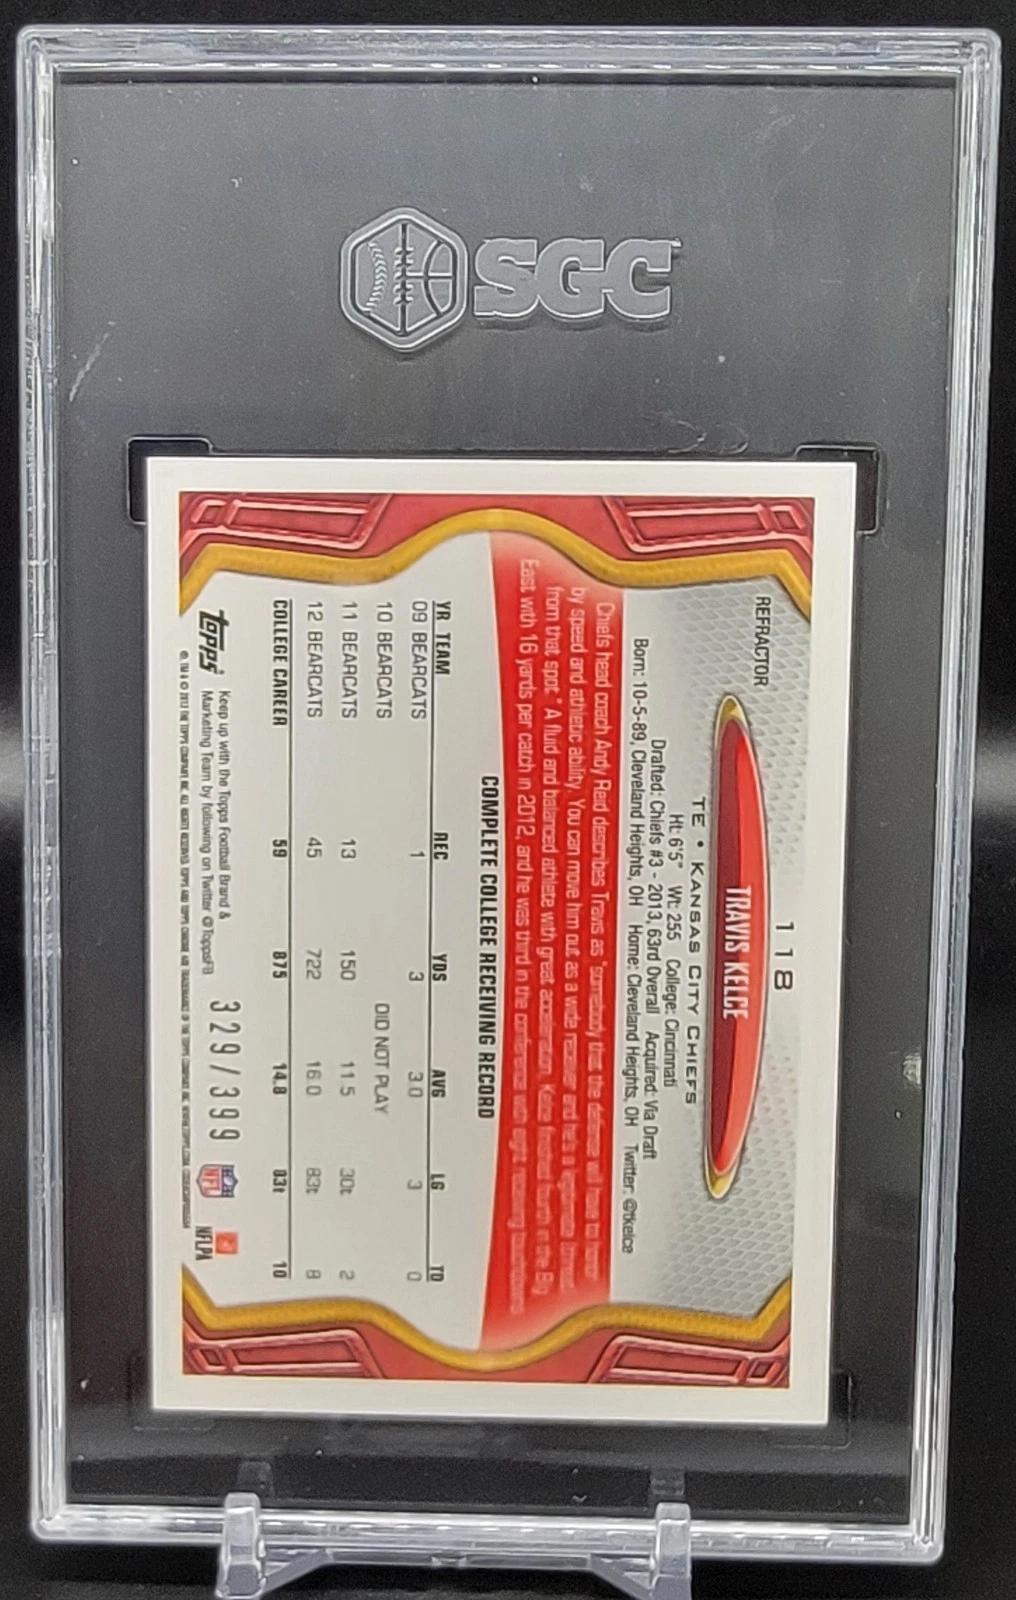 SGC
118
REFRACTOR
TRAVIS KELCE
TE • KANSAS CITY CHIEFS
Ht: 6'5" Wt: 255 College: Cincinnati
Drafted: Chiefs #3 - 2013, 63rd Overall Acquired: Via Draft
Born: 10-5-89, Cleveland Heights, OH Home: Cleveland Heights, OH Twitter: @tkelce
Chiefs head coach Andy Reid describes Travis as "somebody that the defense will have to honor
by speed and athletic ability. You can move him out as a wide receiver and he's a legitimate threat
from that spot." A fluid and balanced athlete with great acceleration, Kelce finished fourth in the Big
East with 16 yards per catch in 2012, and he was third in the conference with eight receiving touchdowns
COMPLETE COLLEGE RECEIVING RECORD
YR TEAM REC YDS AVG LG TD
09 BEARCATS 1 3 3.0 3 0
10 BEARCATS DID NOT PLAY
11 BEARCATS 13 150 11.5 30t 2
12 BEARCATS 45 722 16.0 83t 8
COLLEGE CAREER 59 875 14.8 83t 10
Topps
Keep up with the Topps Football Brand &
Marketing Team by following on Twitter @ToppsFB
329/399
NFL
NFLPA